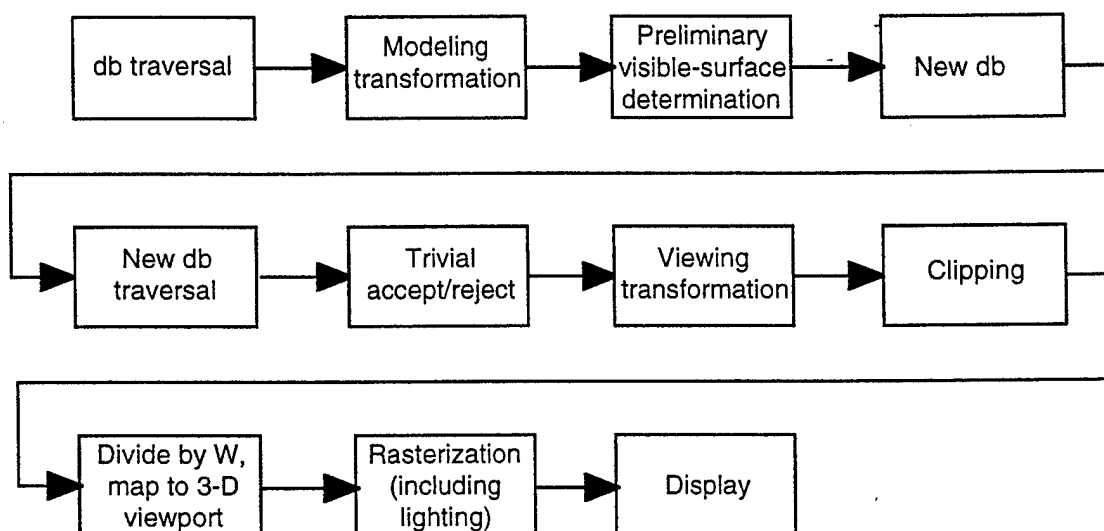 db traversal
Modeling
transformation
Preliminary
visible-surface
determination
New db
New db
traversal
Trivial
accept/reject
Viewing
transformation
Clipping
Divide by W,
map to 3-D
viewport
Rasterization
(including
lighting)
Display